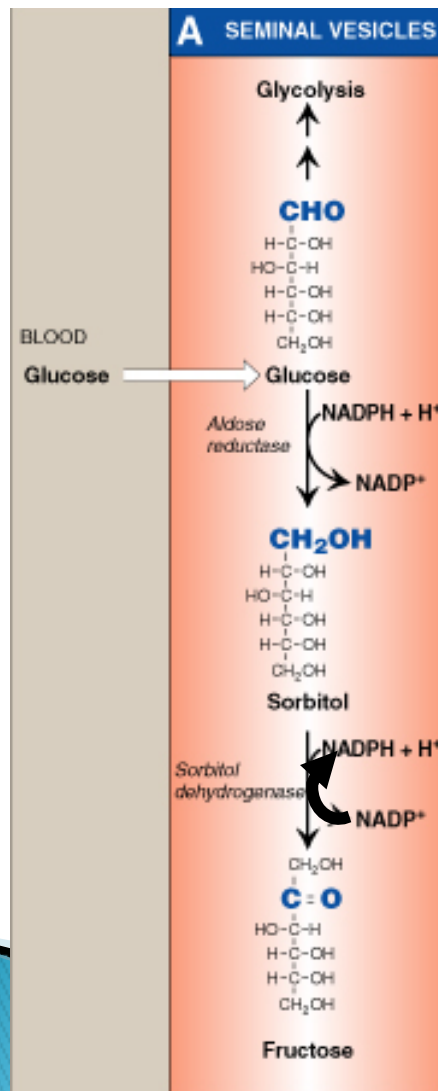 A SEMINAL VESICLES
Glycolysis
CHO
H-C-OH
HO-C-H
H-C-OH
H-C-OH
CH₂OH
BLOOD
Glucose
Glucose
Aldose
reductase
NADPH + H⁺
NADP⁺
CH₂OH
H-C-OH
HO-C-H
H-C-OH
H-C-OH
CH₂OH
Sorbitol
NADPH + H⁺
Sorbitol
dehydrogenase
NADP⁺
CH₂OH
C=O
HO-C-H
H-C-OH
H-C-OH
CH₂OH
Fructose